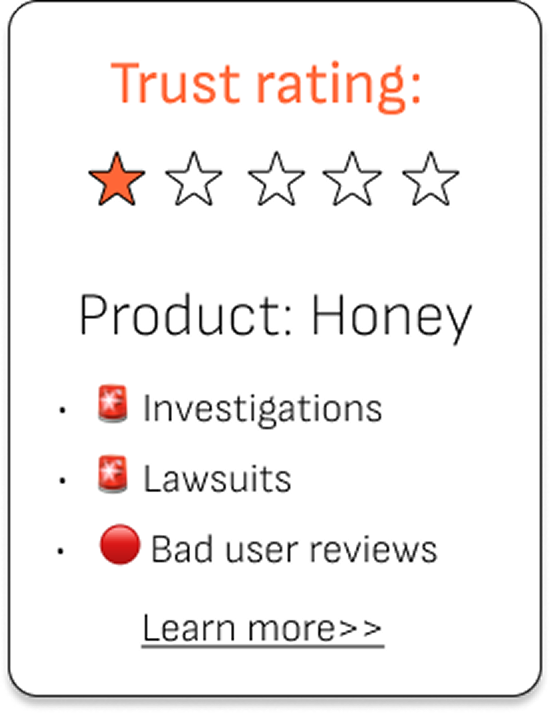 Trust rating:
Product: Honey
• Investigations
• Lawsuits
• Bad user reviews
Learn more>>